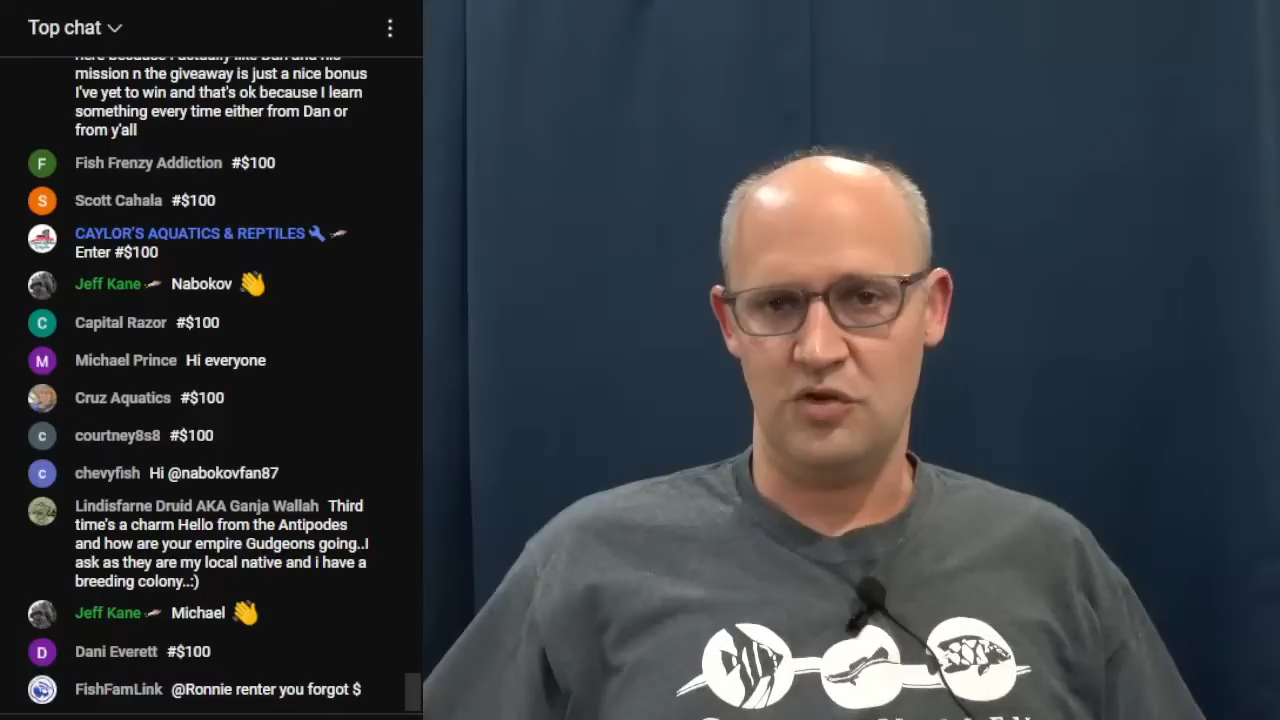 Top chat
here because I actually like Dan and his
mission n the giveaway is just a nice bonus
I've yet to win and that's ok because I learn
something every time either from Dan or
from y'all
F Fish Frenzy Addiction #$100
S Scott Cahala #$100
CAYLOR'S AQUATICS & REPTILES
Enter #$100
Jeff Kane Nabokov
C Capital Razor #$100
M Michael Prince Hi everyone
Cruz Aquatics #$100
c courtney8s8 #$100
c chevyfish Hi @nabokovfan87
Lindisfarne Druid AKA Ganja Wallah Third
time's a charm Hello from the Antipodes
and how are your empire Gudgeons going..I
ask as they are my local native and i have a
breeding colony..:)
Jeff Kane Michael
D Dani Everett #$100
FishFamLink @Ronnie renter you forgot $